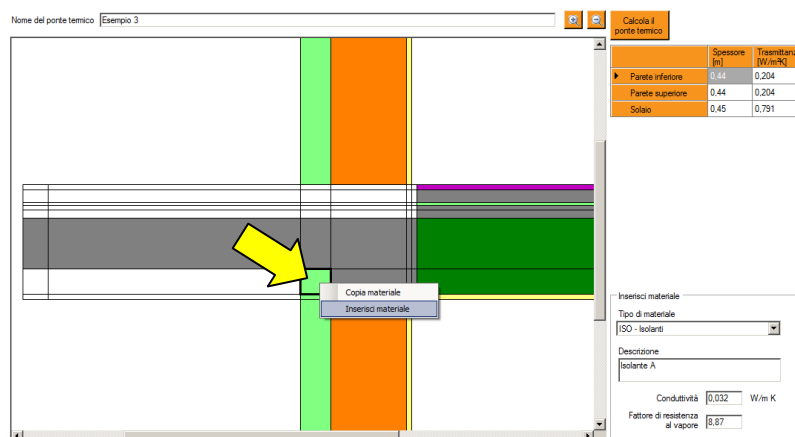 Nome del ponte termico Esempio 3
Calcola il
ponte termico
Spessore Trasmittanz
[m] [W/m²K]
Parete inferiore 0,44 0,204
Parete superiore 0,44 0,204
Solaio 0,45 0,791
Copia materiale
Inserisci materiale
Inserisci materiale
Tipo di materiale
ISO - Isolanti
Descrizione
Isolante A
Conduttività 0,032 W/m K
Fattore di resistenza
al vapore 8,87